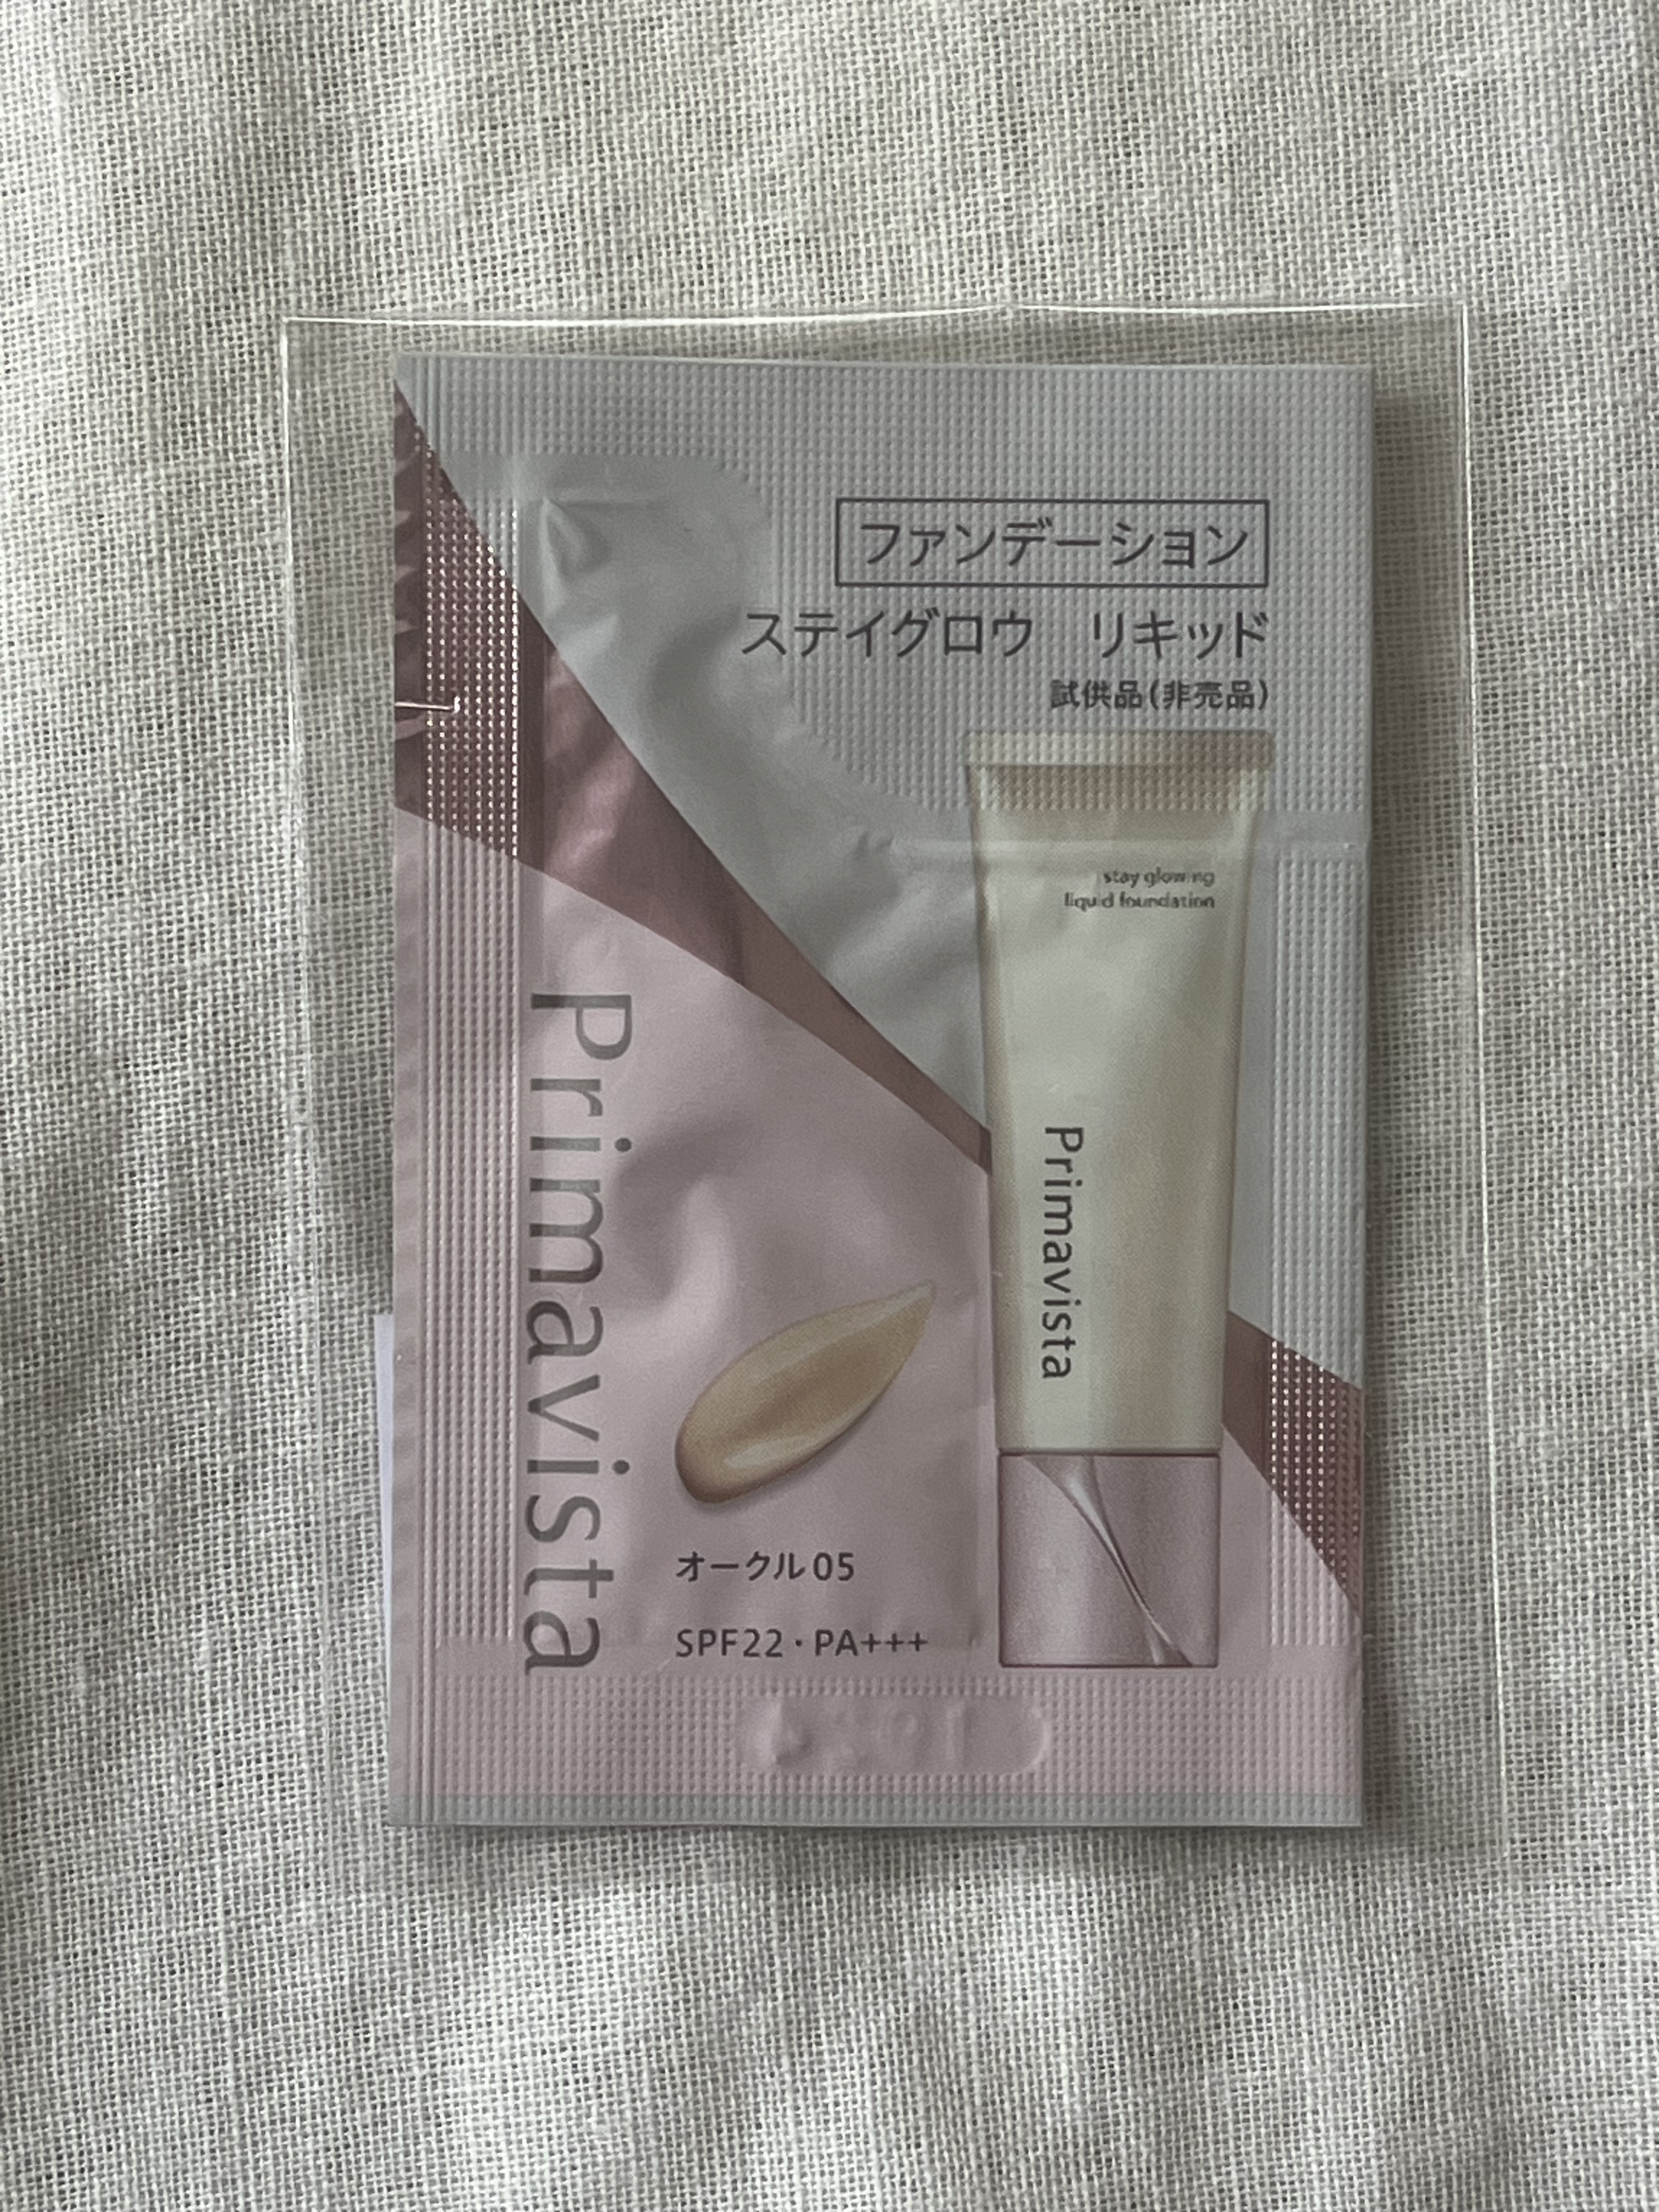 ファンデーション
ステイグロウ リキッド
試供品(非売品)
stay glowing
liquid foundation
Primavista
Primavista
オークル05
SPF22・PA+++